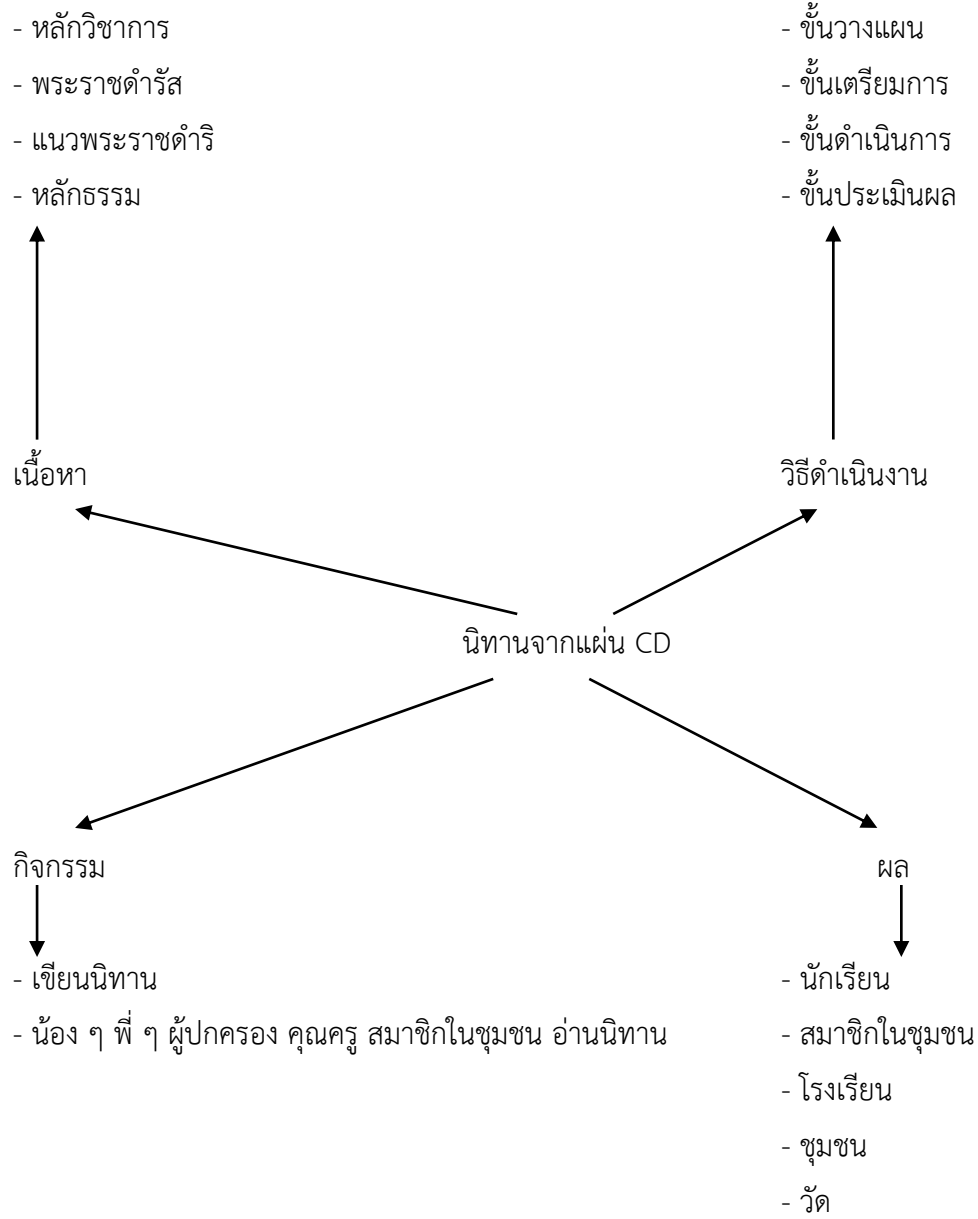 - หลักวิชาการ
- พระราชดำรัส
- แนวพระราชดำริ
- หลักธรรม
- ขั้นวางแผน
- ขั้นเตรียมการ
- ขั้นดำเนินการ
- ขั้นประเมินผล
เนื้อหา
วิธีดำเนินงาน
นิทานจากแผ่น CD
กิจกรรม
ผล
- เขียนนิทาน
- น้อง ๆ พี่ ๆ ผู้ปกครอง คุณครู สมาชิกในชุมชน อ่านนิทาน
- นักเรียน
- สมาชิกในชุมชน
- โรงเรียน
- ชุมชน
- วัด